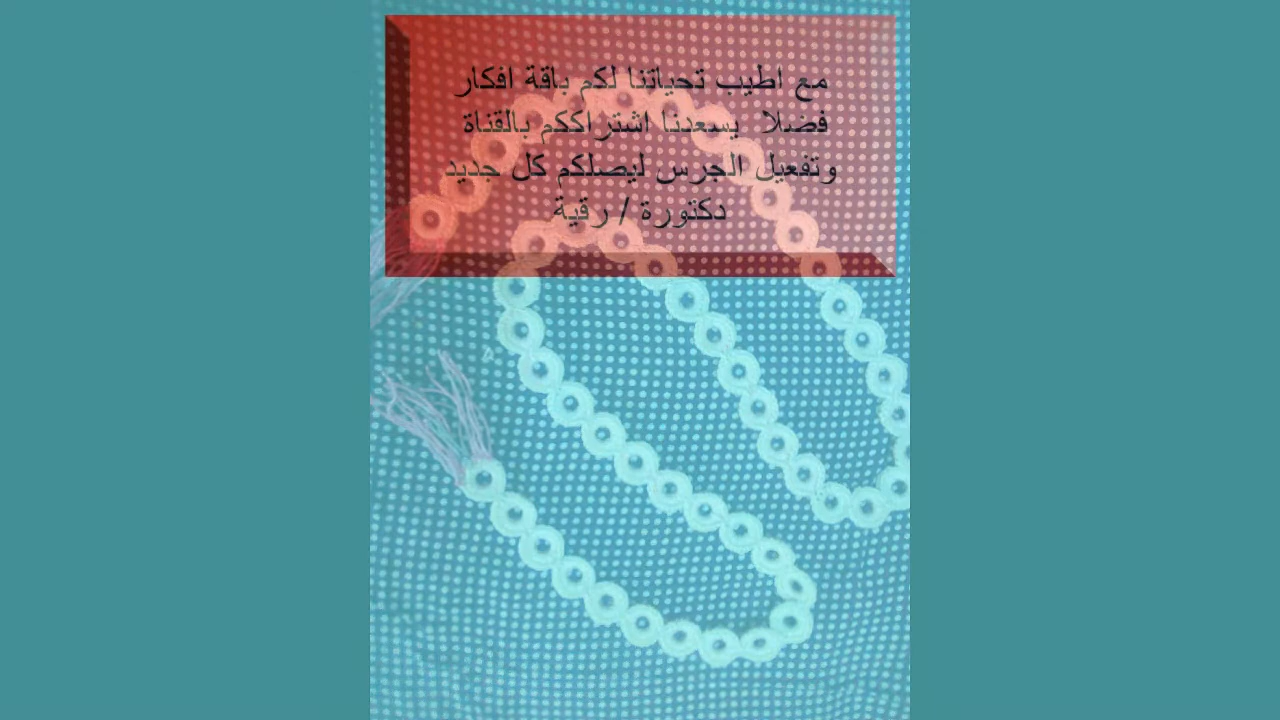 مع اطيب تحياتنا لكم باقة افكار
فضلا يسعدنا اشتراككم بالقناة
وتفعيل الجرس ليصلكم كل جديد
دكتورة / رقية